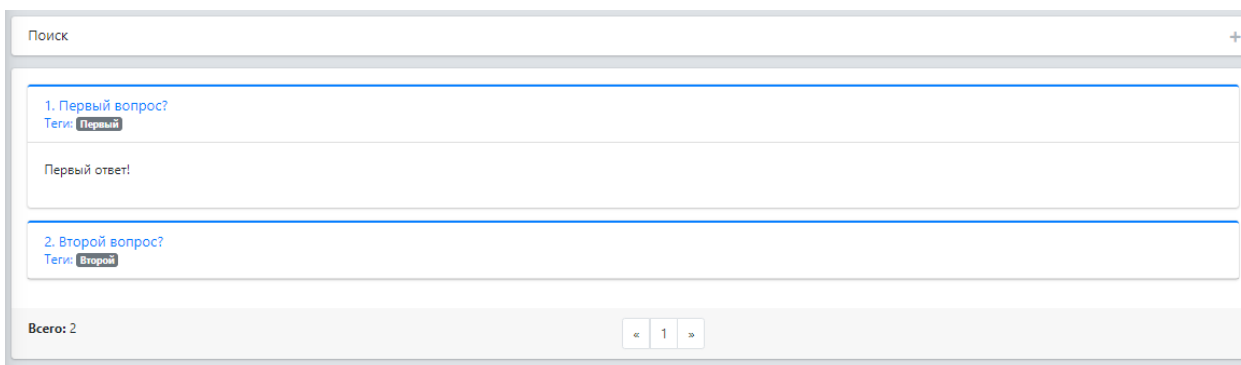 Поиск +
1. Первый вопрос?
Теги: Первый
Первый ответ!
2. Второй вопрос?
Теги: Второй
Всего: 2 « 1 »